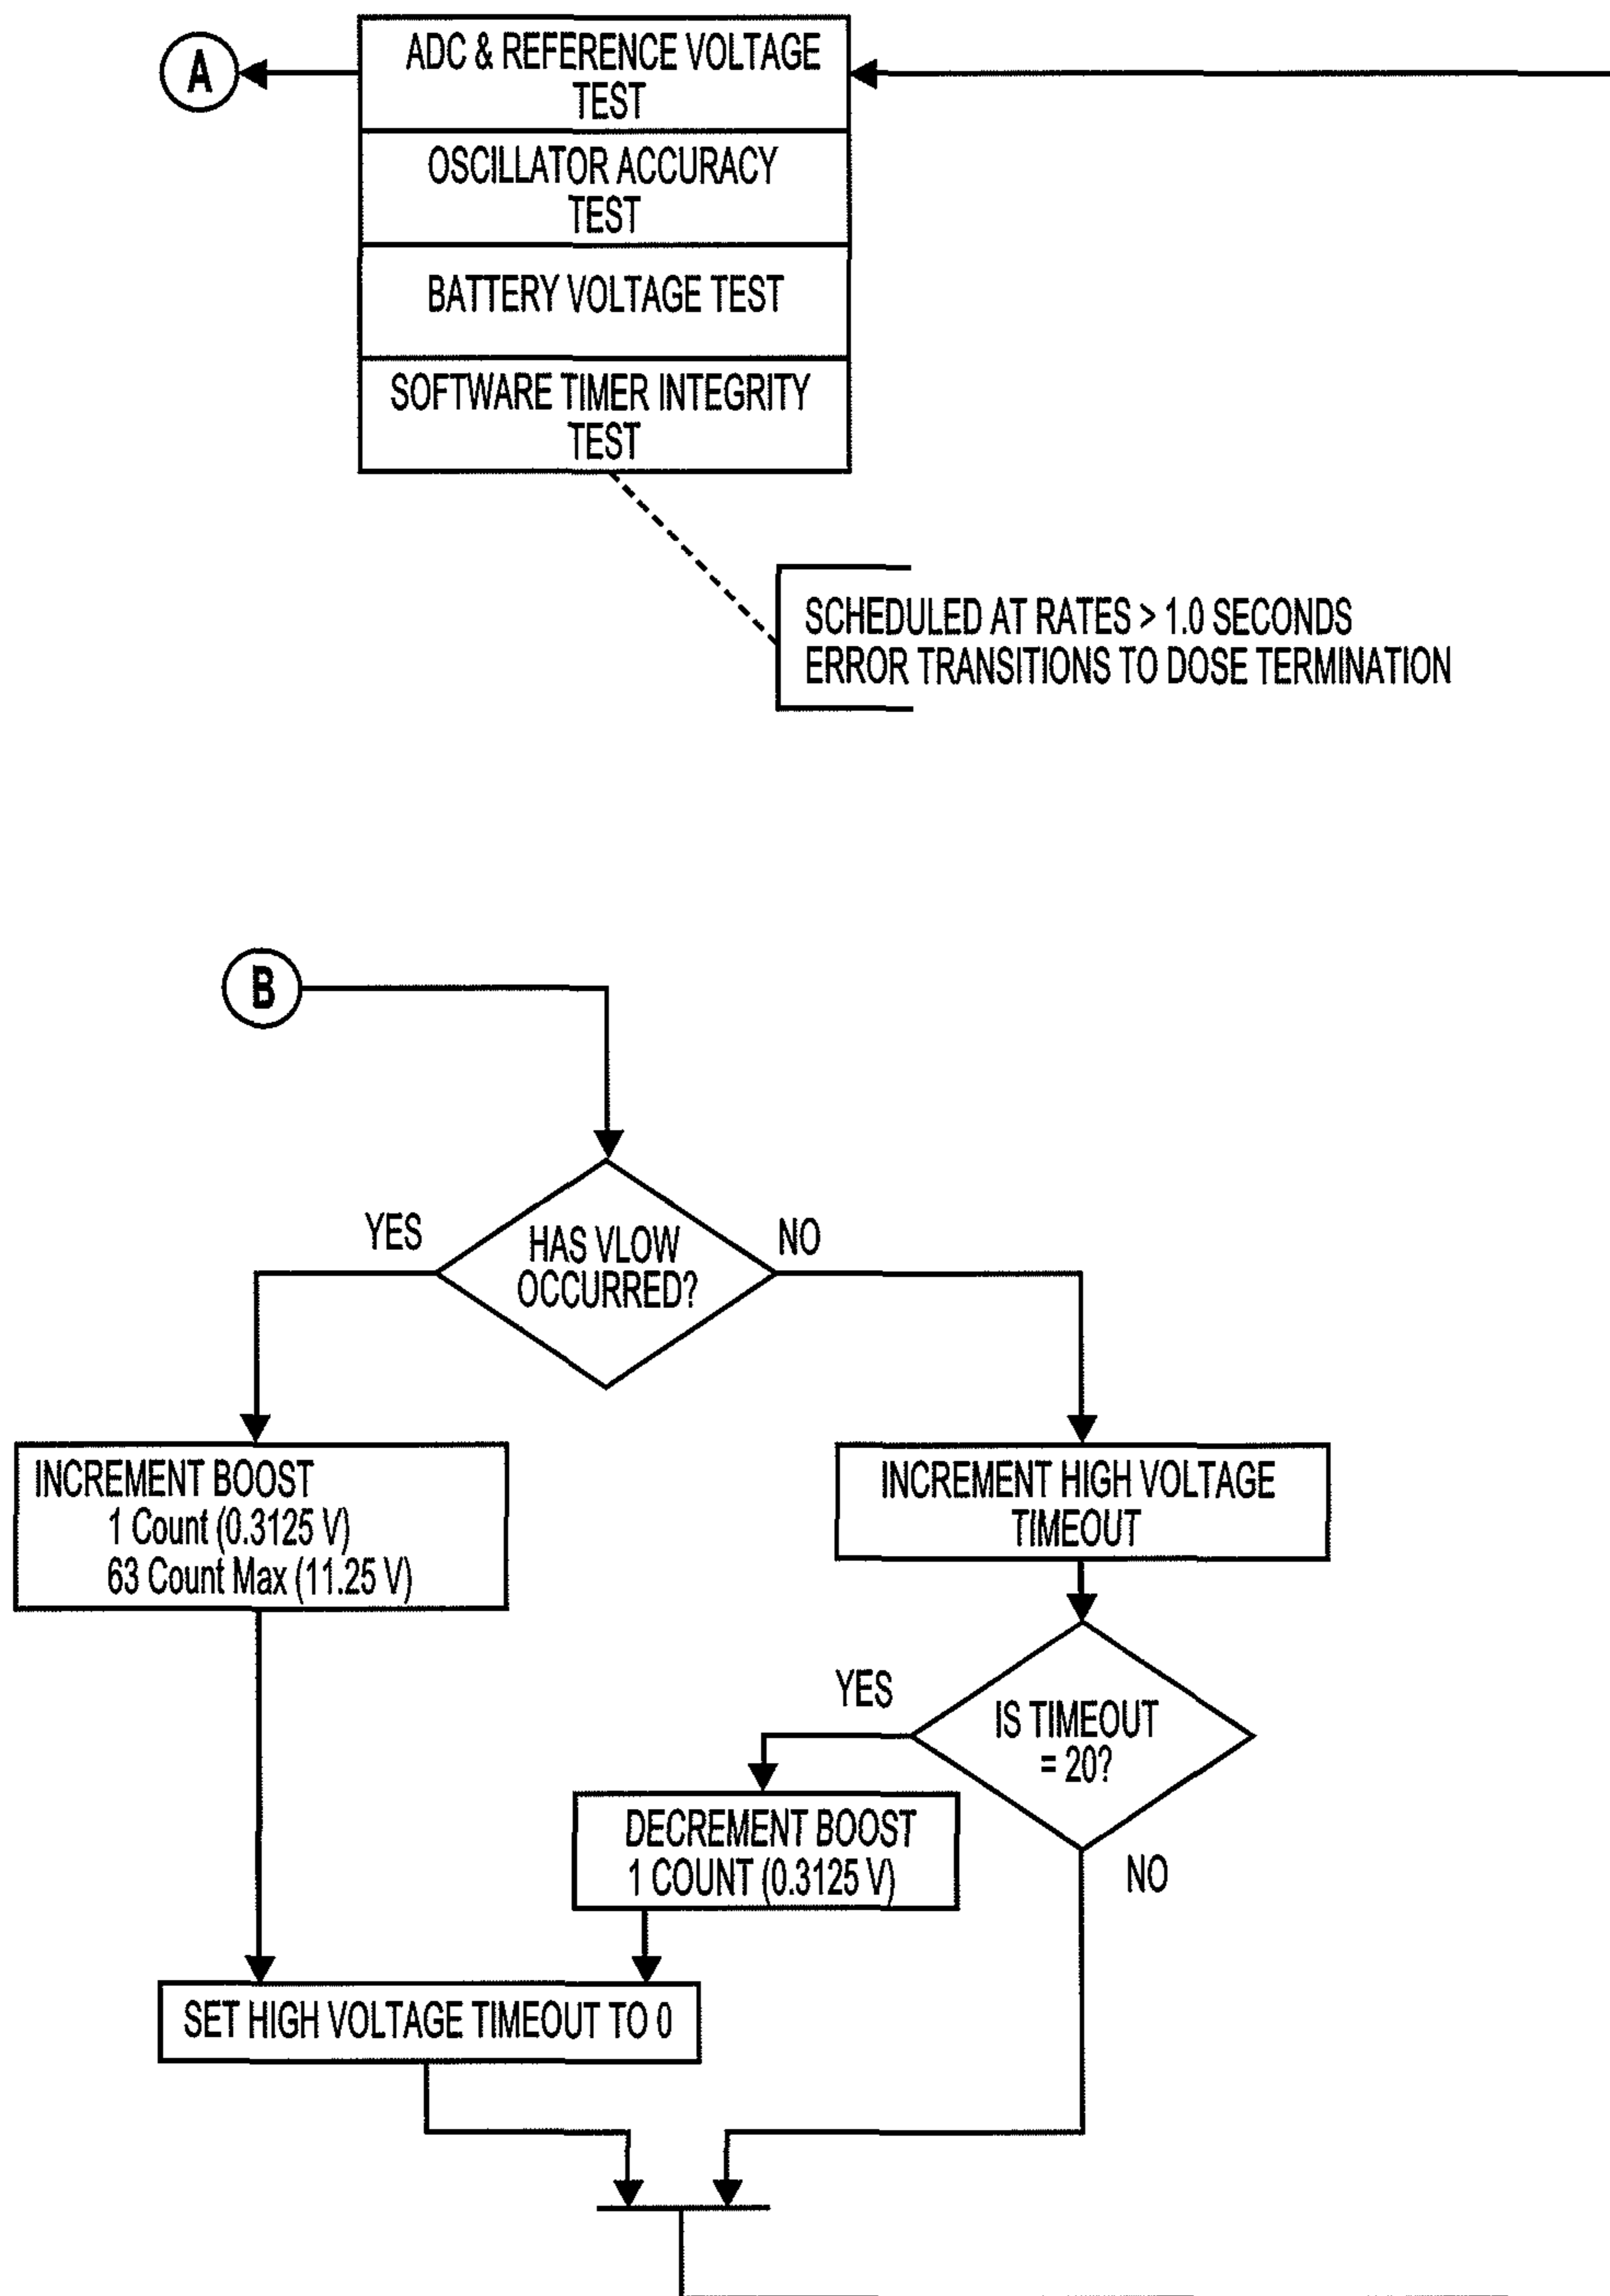 A
ADC & REFERENCE VOLTAGE
TEST
OSCILLATOR ACCURACY
TEST
BATTERY VOLTAGE TEST
SOFTWARE TIMER INTEGRITY
TEST
SCHEDULED AT RATES > 1.0 SECONDS
ERROR TRANSITIONS TO DOSE TERMINATION
B
YES
HAS VLOW
OCCURRED?
NO
INCREMENT BOOST
1 Count (0.3125 V)
63 Count Max (11.25 V)
INCREMENT HIGH VOLTAGE
TIMEOUT
YES
IS TIMEOUT
= 20?
DECREMENT BOOST
1 COUNT (0.3125 V)
NO
SET HIGH VOLTAGE TIMEOUT TO 0